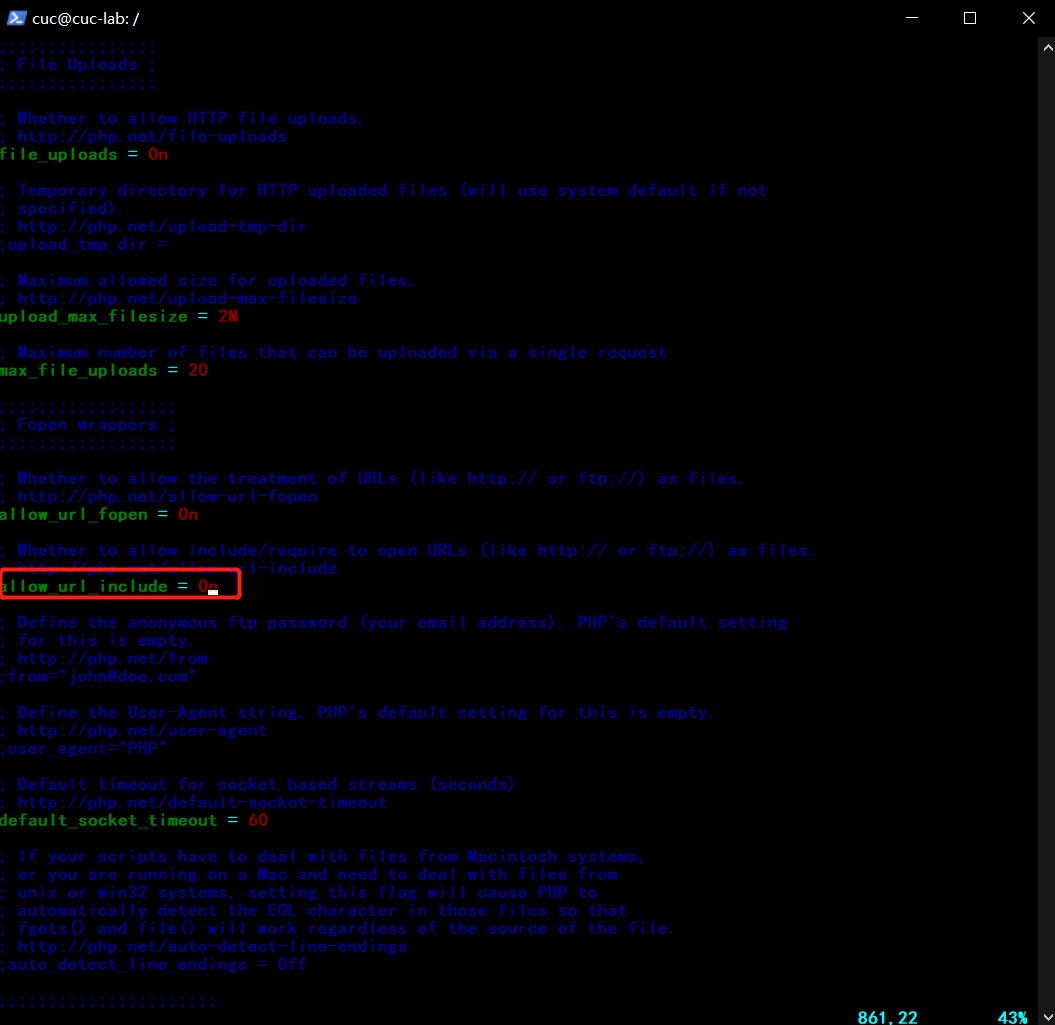 cuc@cuc-lab: /
;;;;;;;;;;;;;;;;
; File Uploads ;
;;;;;;;;;;;;;;;;
; Whether to allow HTTP file uploads.
; http://php.net/file-uploads
file_uploads = On
; Temporary directory for HTTP uploaded files (will use system default if not
; specified).
; http://php.net/upload-tmp-dir
;upload_tmp_dir =
; Maximum allowed size for uploaded files.
; http://php.net/upload-max-filesize
upload_max_filesize = 2M
; Maximum number of files that can be uploaded via a single request
max_file_uploads = 20
;;;;;;;;;;;;;;;;;;
; Fopen wrappers ;
;;;;;;;;;;;;;;;;;;
; Whether to allow the treatment of URLs (like http:// or ftp://) as files.
; http://php.net/allow-url-fopen
allow_url_fopen = On
; Whether to allow include/require to open URLs (like http:// or ftp://) as files.
; http://php.net/allow-url-include
allow_url_include = On
; Define the anonymous ftp password (your email address). PHP's default setting
; for this is empty.
; http://php.net/from
;from="john@doe.com"
; Define the User-Agent string. PHP's default setting for this is empty.
; http://php.net/user-agent
;user_agent="PHP"
; Default timeout for socket based streams (seconds)
; http://php.net/default-socket-timeout
default_socket_timeout = 60
; If your scripts have to deal with files from Macintosh systems,
; or you are running on a Mac and need to deal with files from
; unix or win32 systems, setting this flag will cause PHP to
; automatically detect the EOL character in those files so that
; fgets() and file() will work regardless of the source of the file.
; http://php.net/auto-detect-line-endings
;auto_detect_line_endings = Off
;;;;;;;;;;;;;;;;;;;;;;
861,22 43%